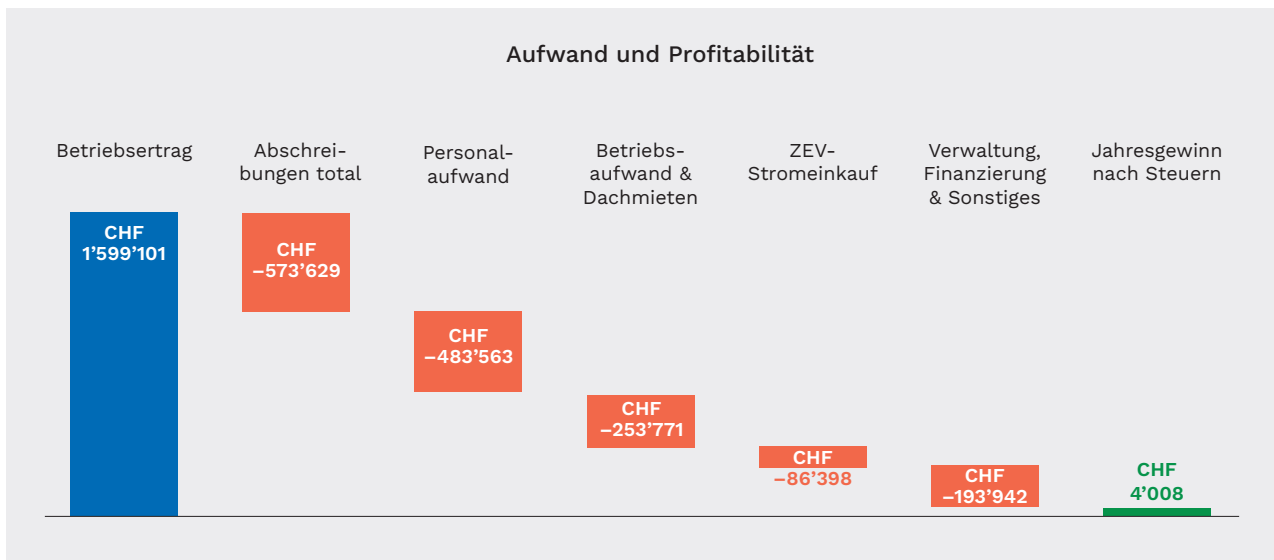 Aufwand und Profitabilität
Betriebsertrag
Abschrei-
bungen total
Personal-
aufwand
Betriebs-
aufwand &
Dachmieten
ZEV-
Stromeinkauf
Verwaltung,
Finanzierung
& Sonstiges
Jahresgewinn
nach Steuern
CHF
1’599’101
CHF
–573’629
CHF
–483’563
CHF
–253’771
CHF
–86’398
CHF
–193’942
CHF
4’008